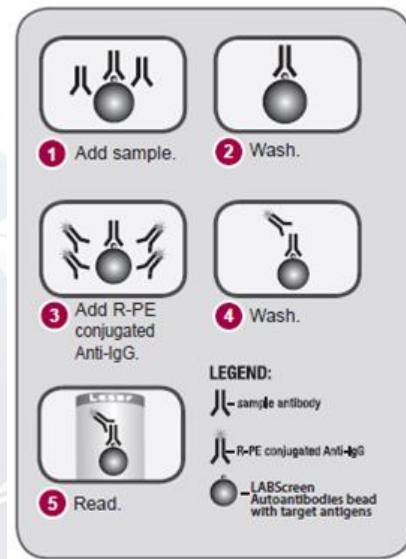 1 Add sample.
2 Wash.
3 Add R-PE
conjugated
Anti-IgG.
4 Wash.
Laser
5 Read.
LEGEND:
sample antibody
R-PE conjugated Anti-IgG
LABScreen
Autoantibodies bead
with target antigens